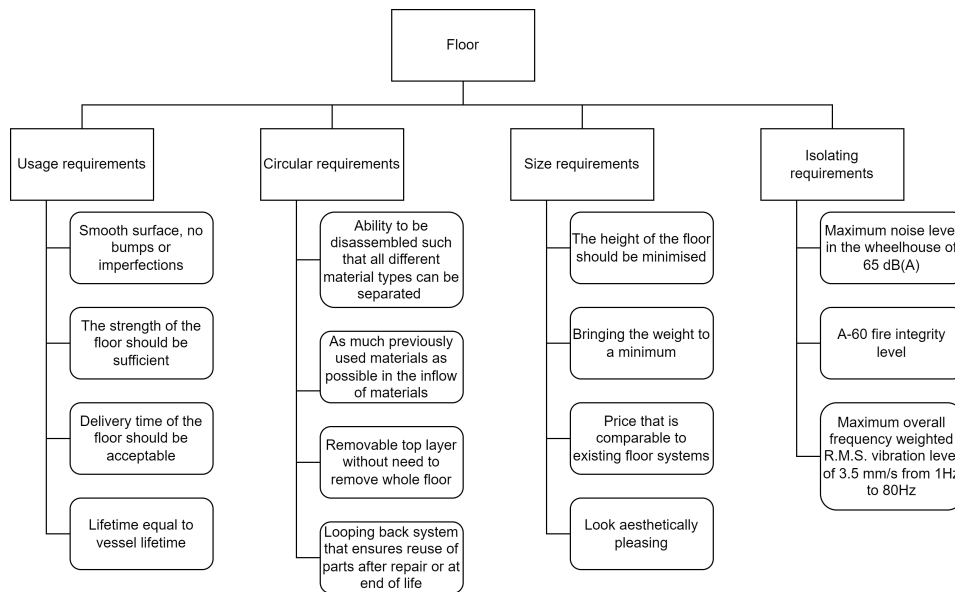 Floor
Usage requirements
Circular requirements
Size requirements
Isolating
requirements
Smooth surface, no
bumps or
imperfections
The strength of the
floor should be
sufficient
Delivery time of the
floor should be
acceptable
Lifetime equal to
vessel lifetime
Ability to be
disassembled such
that all different
material types can be
separated
As much previously
used materials as
possible in the inflow
of materials
Removable top layer
without need to
remove whole floor
Looping back system
that ensures reuse of
parts after repair or at
end of life
The height of the floor
should be minimised
Bringing the weight to
a minimum
Price that is
comparable to
existing floor systems
Look aesthetically
pleasing
Maximum noise level
in the wheelhouse of
65 dB(A)
A-60 fire integrity
level
Maximum overall
frequency weighted
R.M.S. vibration level
of 3.5 mm/s from 1Hz
to 80Hz